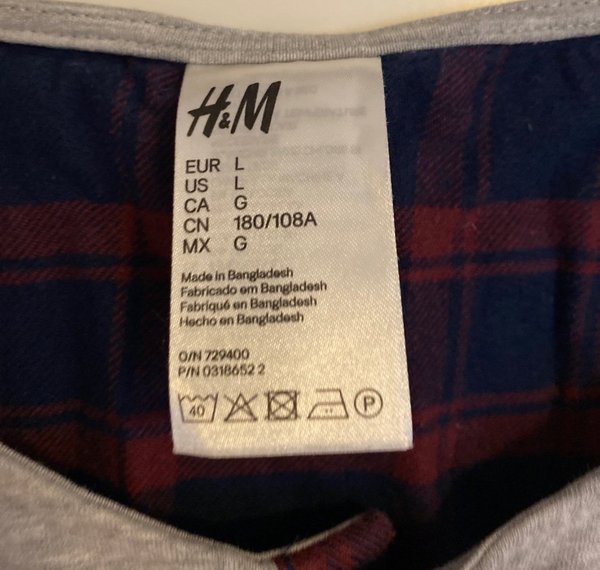 H&M
EUR L
US L
CA G
CN 180/108A
MX G
Made in Bangladesh
Fabricado em Bangladesh
Fabriqué en Bangladesh
Hecho en Bangladesh
O/N 729400
P/N 0318652 2
40 P